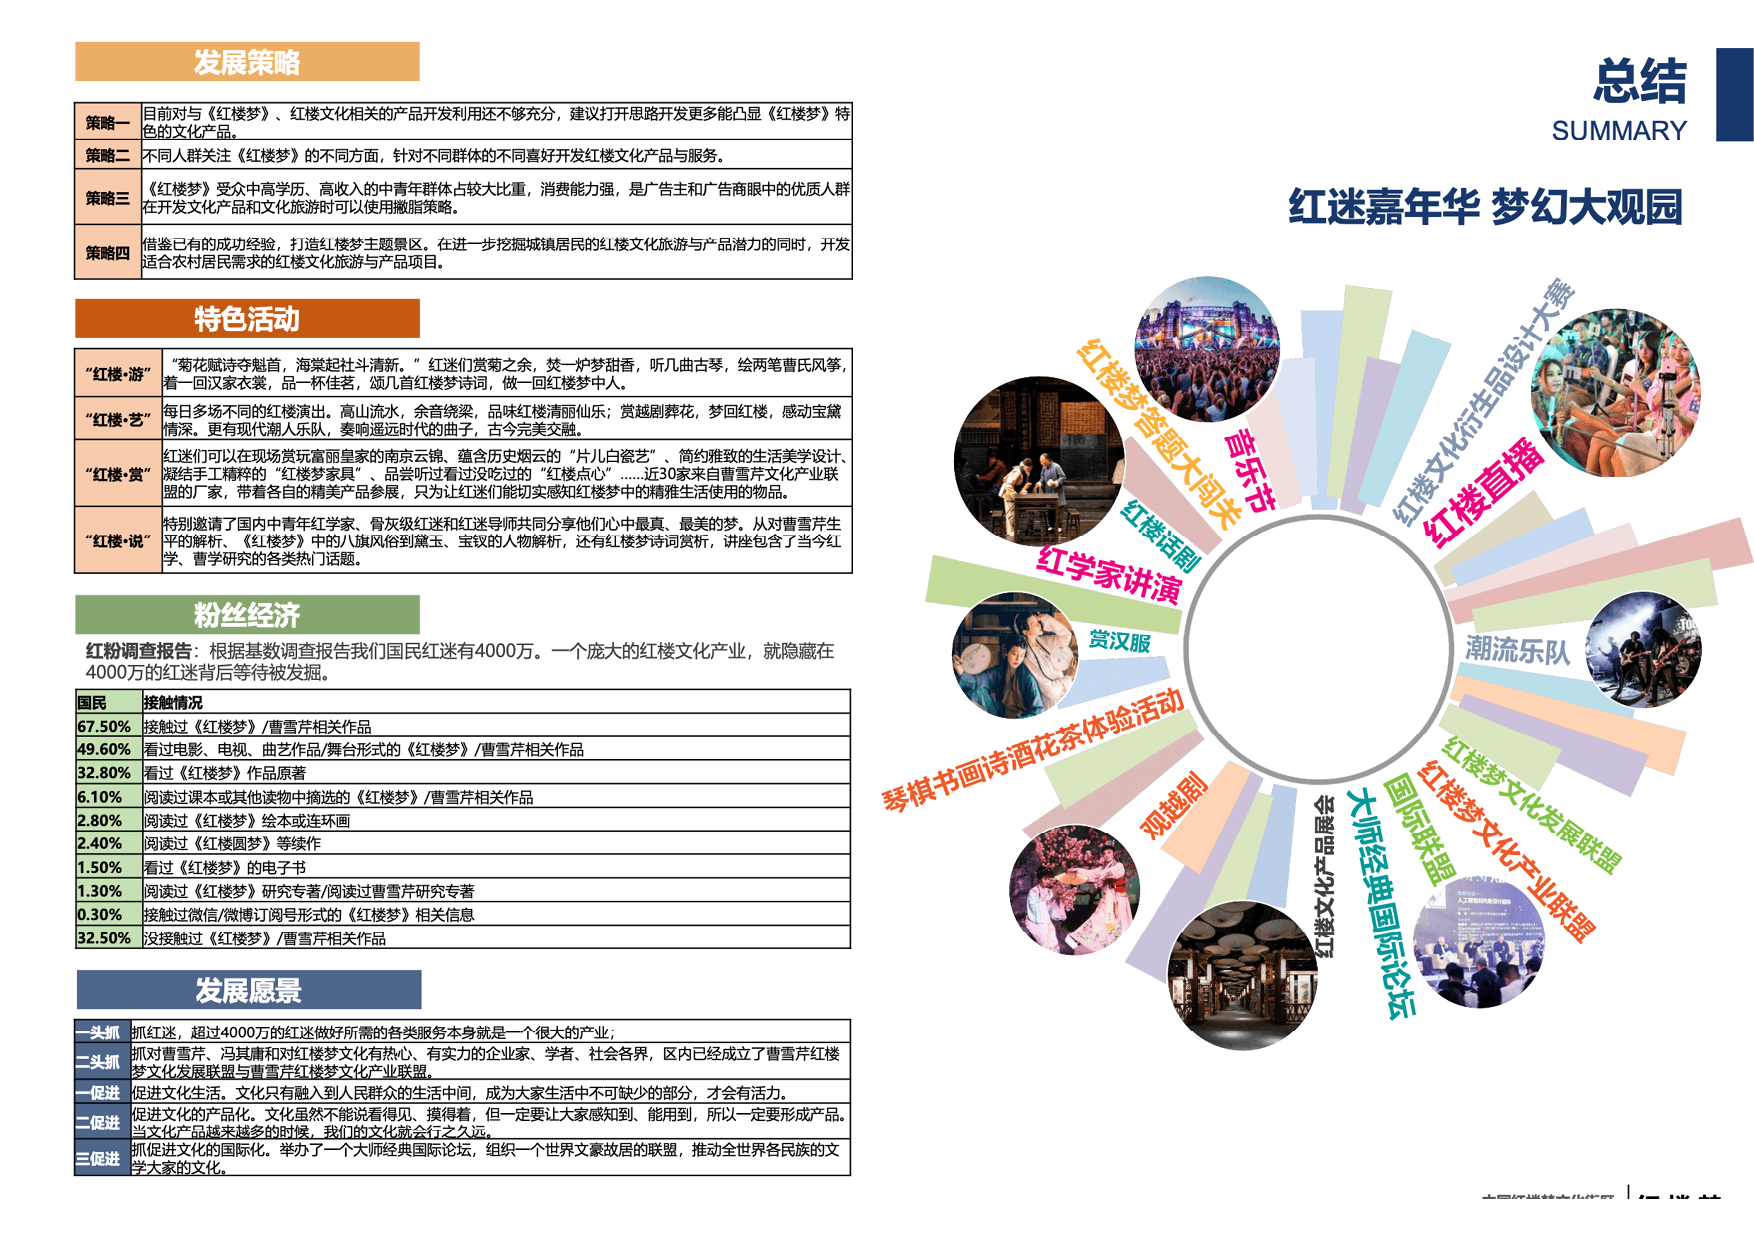 发展策略
策略一
目前对与《红楼梦》、红楼文化相关的产品开发利用还不够充分，建议打开思路开发更多能凸显《红楼梦》特
色的文化产品。
策略二
不同人群关注《红楼梦》的不同方面，针对不同群体的不同喜好开发红楼文化产品与服务。
策略三
《红楼梦》受众中高学历、高收入的中青年群体占较大比重，消费能力强，是广告主和广告商眼中的优质人群
在开发文化产品和文化旅游时可以使用撇脂策略。
策略四
借鉴已有的成功经验，打造红楼梦主题景区。在进一步挖掘城镇居民的红楼文化旅游与产品潜力的同时，开发
适合农村居民需求的红楼文化旅游与产品项目。
特色活动
“红楼•游”
“菊花赋诗夺魁首，海棠起社斗清新。”红迷们赏菊之余，焚一炉梦甜香，听几曲古琴，绘两笔曹氏风筝，
着一回汉家衣裳，品一杯佳茗，颂几首红楼梦诗词，做一回红楼梦中人。
“红楼•艺”
每日多场不同的红楼演出。高山流水，余音绕梁，品味红楼清丽仙乐；赏越剧葬花，梦回红楼，感动宝黛
情深。更有现代潮人乐队，奏响遥远时代的曲子，古今完美交融。
“红楼•赏”
红迷们可以在现场赏玩富丽皇家的南京云锦、蕴含历史烟云的“片儿白瓷艺”、简约雅致的生活美学设计、
凝结手工精粹的“红楼梦家具”、品尝听过看过没吃过的“红楼点心”……近30家来自曹雪芹文化产业联
盟的厂家，带着各自的精美产品参展，只为让红迷们能切实感知红楼梦中的精雅生活使用的物品。
“红楼•说”
特别邀请了国内中青年红学家、骨灰级红迷和红迷导师共同分享他们心中最真、最美的梦。从对曹雪芹生
平的解析、《红楼梦》中的八旗风俗到黛玉、宝钗的人物解析，还有红楼梦诗词赏析，讲座包含了当今红
学、曹学研究的各类热门话题。
粉丝经济
红粉调查报告：根据基数调查报告我们国民红迷有4000万。一个庞大的红楼文化产业，就隐藏在
4000万的红迷背后等待被发掘。
国民 接触情况
67.50% 接触过《红楼梦》/曹雪芹相关作品
49.60% 看过电影、电视、曲艺作品/舞台形式的《红楼梦》/曹雪芹相关作品
32.80% 看过《红楼梦》作品原著
6.10% 阅读过课本或其他读物中摘选的《红楼梦》/曹雪芹相关作品
2.80% 阅读过《红楼梦》绘本或连环画
2.40% 阅读过《红楼圆梦》等续作
1.50% 看过《红楼梦》的电子书
1.30% 阅读过《红楼梦》研究专著/阅读过曹雪芹研究专著
0.30% 接触过微信/微博订阅号形式的《红楼梦》相关信息
32.50% 没接触过《红楼梦》/曹雪芹相关作品
发展愿景
一头抓
抓红迷，超过4000万的红迷做好所需的各类服务本身就是一个很大的产业；
二头抓
抓对曹雪芹、冯其庸和对红楼梦文化有热心、有实力的企业家、学者、社会各界，区内已经成立了曹雪芹红楼
梦文化发展联盟与曹雪芹红楼梦文化产业联盟。
一促进
促进文化生活。文化只有融入到人民群众的生活中间，成为大家生活中不可缺少的部分，才会有活力。
二促进
促进文化的产品化。文化虽然不能说看得见、摸得着，但一定要让大家感知到、能用到，所以一定要形成产品。
当文化产品越来越多的时候，我们的文化就会行之久远。
三促进
抓促进文化的国际化。举办了一个大师经典国际论坛，组织一个世界文豪故居的联盟，推动全世界各民族的文
学大家的文化。
总结
SUMMARY
红迷嘉年华 梦幻大观园
红楼梦答题大闯关
音乐节
红楼文化衍生品设计大赛
红楼直播
红楼话剧
红学家讲演
赏汉服
潮流乐队
琴棋书画诗酒花茶体验活动
观越剧
红楼文化产品展会
大师经典国际论坛
国际联盟
红楼梦文化产业联盟
红楼梦文化发展联盟